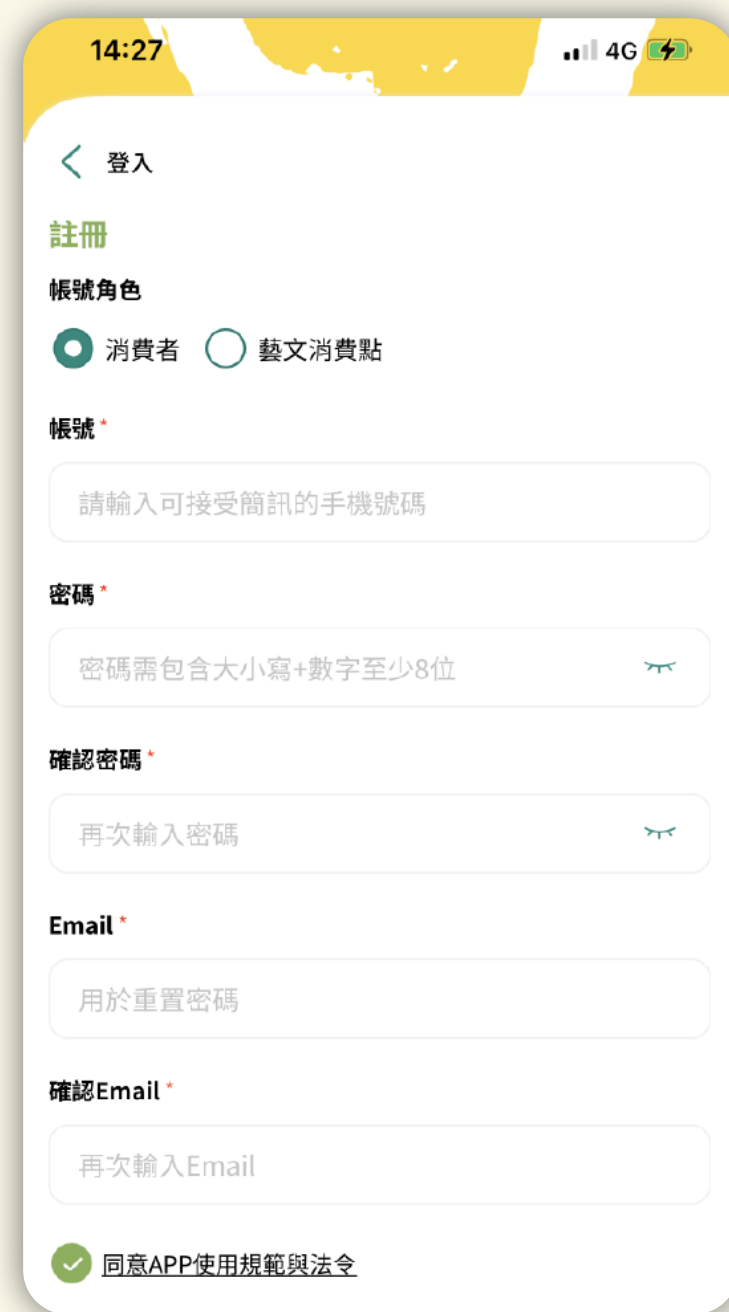 14:27
4G
登入
註冊
帳號角色
消費者 藝文消費點
帳號*
請輸入可接受簡訊的手機號碼
密碼*
密碼需包含大小寫+數字至少8位
確認密碼*
再次輸入密碼
Email*
用於重置密碼
確認Email*
再次輸入Email
同意APP使用規範與法令